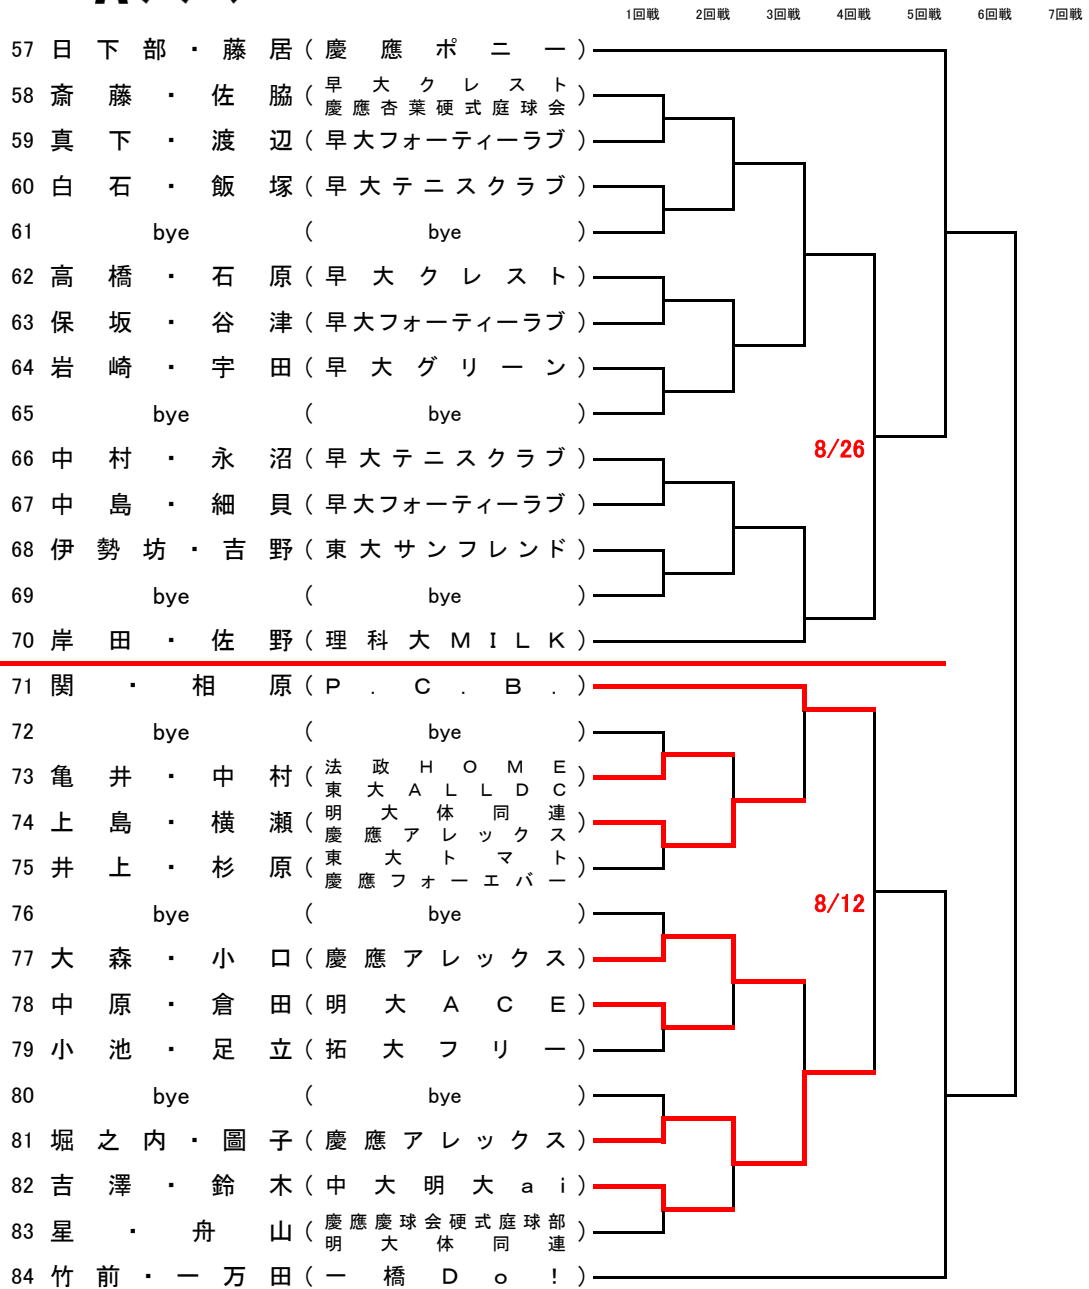 1回戦 2回戦 3回戦 4回戦 5回戦 6回戦 7回戦
57 日下部・藤居(慶應ポニー)
58 斎藤・佐脇(早大クレスト
慶應杏葉硬式庭球会)
59 真下・渡辺(早大フォーティーラブ)
60 白石・飯塚(早大テニスクラブ)
61 bye ( bye )
62 高橋・石原(早大クレスト)
63 保坂・谷津(早大フォーティーラブ)
64 岩崎・宇田(早大グリーン)
65 bye ( bye )
8/26
66 中村・永沼(早大テニスクラブ)
67 中島・細貝(早大フォーティーラブ)
68 伊勢坊・吉野(東大サンフレンド)
69 bye ( bye )
70 岸田・佐野(理科大MILK)
71 関・相原(P.C.B.)
72 bye ( bye )
73 亀井・中村(法政HOME
東大ALLDC)
74 上島・横瀬(明大体同連
慶應アレックス)
75 井上・杉原(東大トマト
慶應フォーエバー)
8/12
76 bye ( bye )
77 大森・小口(慶應アレックス)
78 中原・倉田(明大ACE)
79 小池・足立(拓大フリー)
80 bye ( bye )
81 堀之内・圖子(慶應アレックス)
82 吉澤・鈴木(中大明大ai)
83 星・舟山(慶應慶球会硬式庭球部
明大体同連)
84 竹前・一万田(一橋Do!)